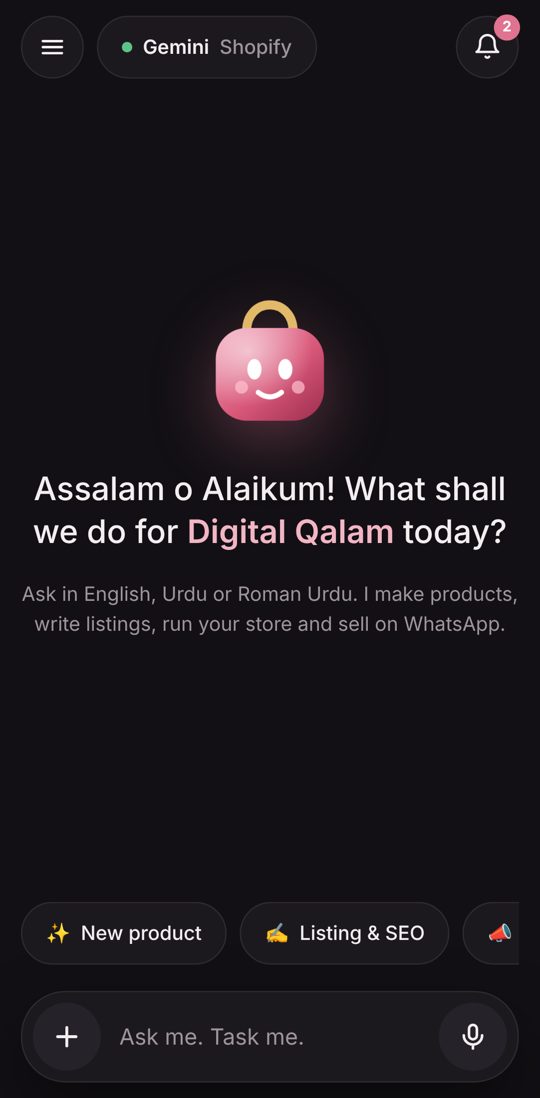 Gemini Shopify
2
Assalam o Alaikum! What shall
we do for Digital Qalam today?
Ask in English, Urdu or Roman Urdu. I make products,
write listings, run your store and sell on WhatsApp.
New product
Listing & SEO
Ask me. Task me.